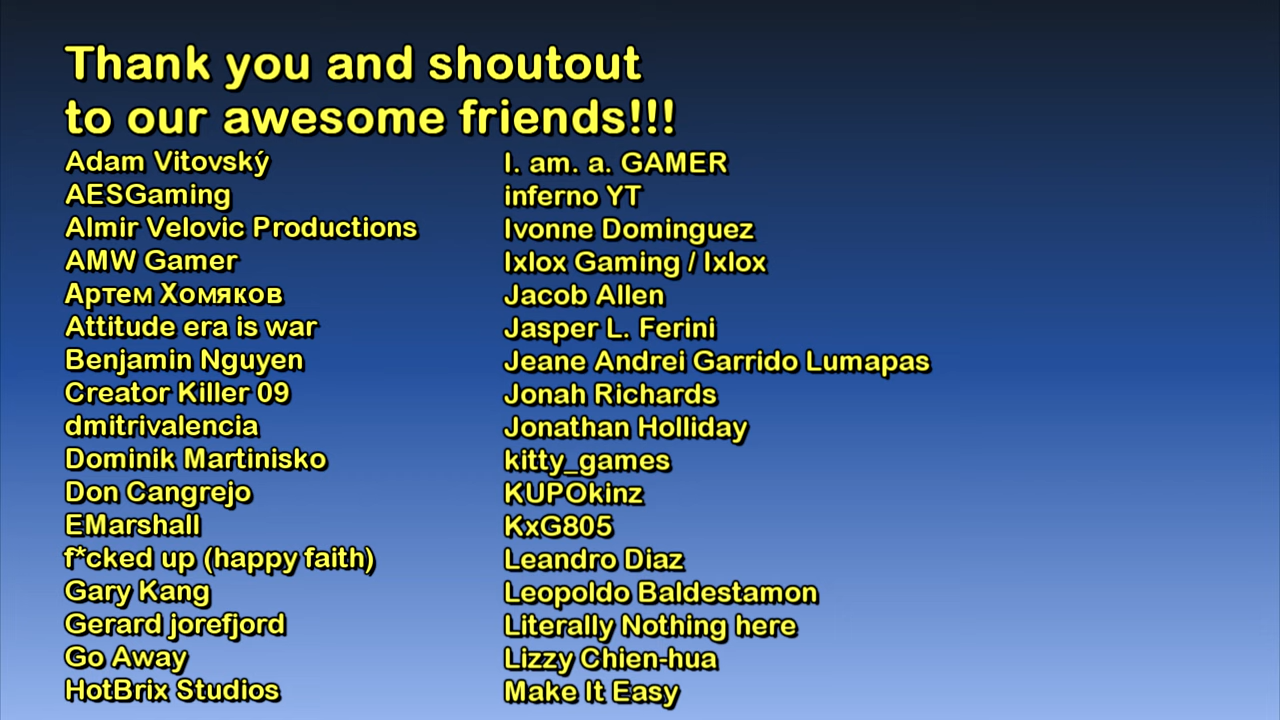 Thank you and shoutout
to our awesome friends!!!
Adam Vitovský
AESGaming
Almir Velovic Productions
AMW Gamer
Артем Хомяков
Attitude era is war
Benjamin Nguyen
Creator Killer 09
dmitrivalencia
Dominik Martinisko
Don Cangrejo
EMarshall
f*cked up (happy faith)
Gary Kang
Gerard jorefjord
Go Away
HotBrix Studios
I. am. a. GAMER
inferno YT
Ivonne Dominguez
Ixlox Gaming / Ixlox
Jacob Allen
Jasper L. Ferini
Jeane Andrei Garrido Lumapas
Jonah Richards
Jonathan Holliday
kitty_games
KUPOkinz
KxG805
Leandro Diaz
Leopoldo Baldestamon
Literally Nothing here
Lizzy Chien-hua
Make It Easy